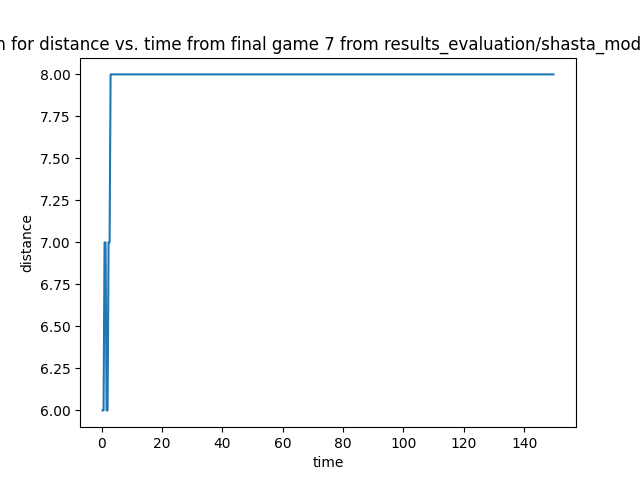 for distance vs. time from final game 7 from results_evaluation/shasta_mod
8.00
7.75
7.50
7.25
7.00
6.75
6.50
6.25
6.00
distance
0 20 40 60 80 100 120 140
time